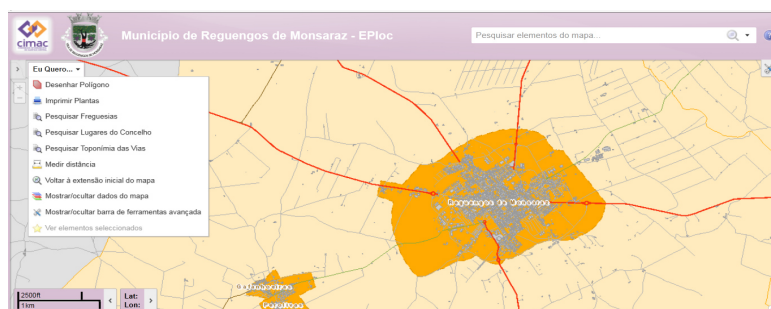 cimac
Município de Reguengos de Monsaraz - EPloc
Pesquisar elementos do mapa...
Eu Quero...
Desenhar Polígono
Imprimir Plantas
Pesquisar Freguesias
Pesquisar Lugares do Concelho
Pesquisar Toponímia das Vias
Medir distância
Voltar à extensão inicial do mapa
Mostrar/ocultar dados do mapa
Mostrar/ocultar barra de ferramentas avançada
Ver elementos seleccionados
Reguengos de Monsaraz
2500ft
1km
Lat:
Lon: